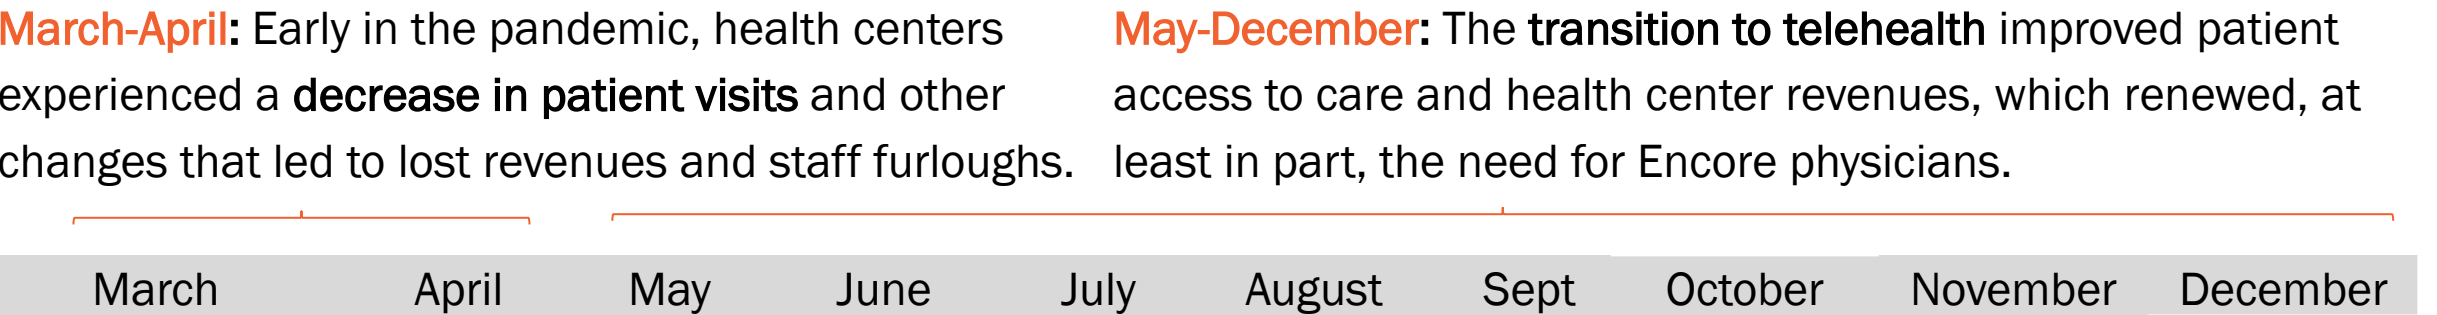 March-April: Early in the pandemic, health centers
experienced a decrease in patient visits and other
changes that led to lost revenues and staff furloughs.
May-December: The transition to telehealth improved patient
access to care and health center revenues, which renewed, at
least in part, the need for Encore physicians.
March April May June July August Sept October November December